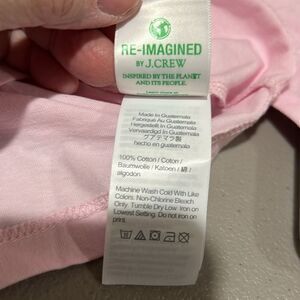 RE-IMAGINED
BY J.CREW
INSPIRED BY THE PLANET
AND ITS PEOPLE.
Made in Guatemala
Fabriqué Au Guatemala
Hergestellt In Guatemala
Vervaardigd In Guatemala
グアテマラ製
hecho en guatemala
100% Cotton / Coton /
Baumwolle / Katoen / 綿 /
algodon
Machine Wash Cold With Like
Colors. Non-Chlorine Bleach
Only. Tumble Dry Low. Iron on
Lowest Setting. Do not iron on
print.